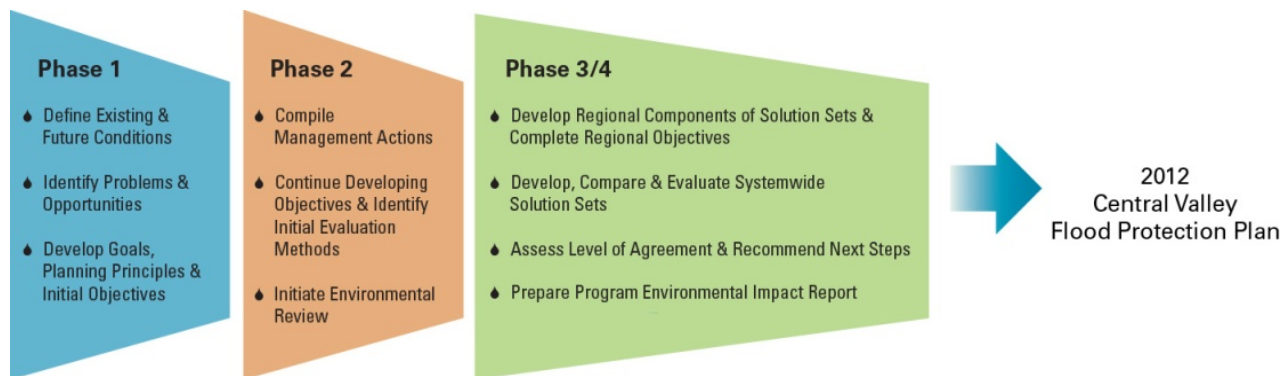 Phase 1
Define Existing &
Future Conditions
Identify Problems &
Opportunities
Develop Goals,
Planning Principles &
Initial Objectives
Phase 2
Compile
Management Actions
Continue Developing
Objectives & Identify
Initial Evaluation
Methods
Initiate Environmental
Review
Phase 3/4
Develop Regional Components of Solution Sets &
Complete Regional Objectives
Develop, Compare & Evaluate Systemwide
Solution Sets
Assess Level of Agreement & Recommend Next Steps
Prepare Program Environmental Impact Report
2012
Central Valley
Flood Protection Plan